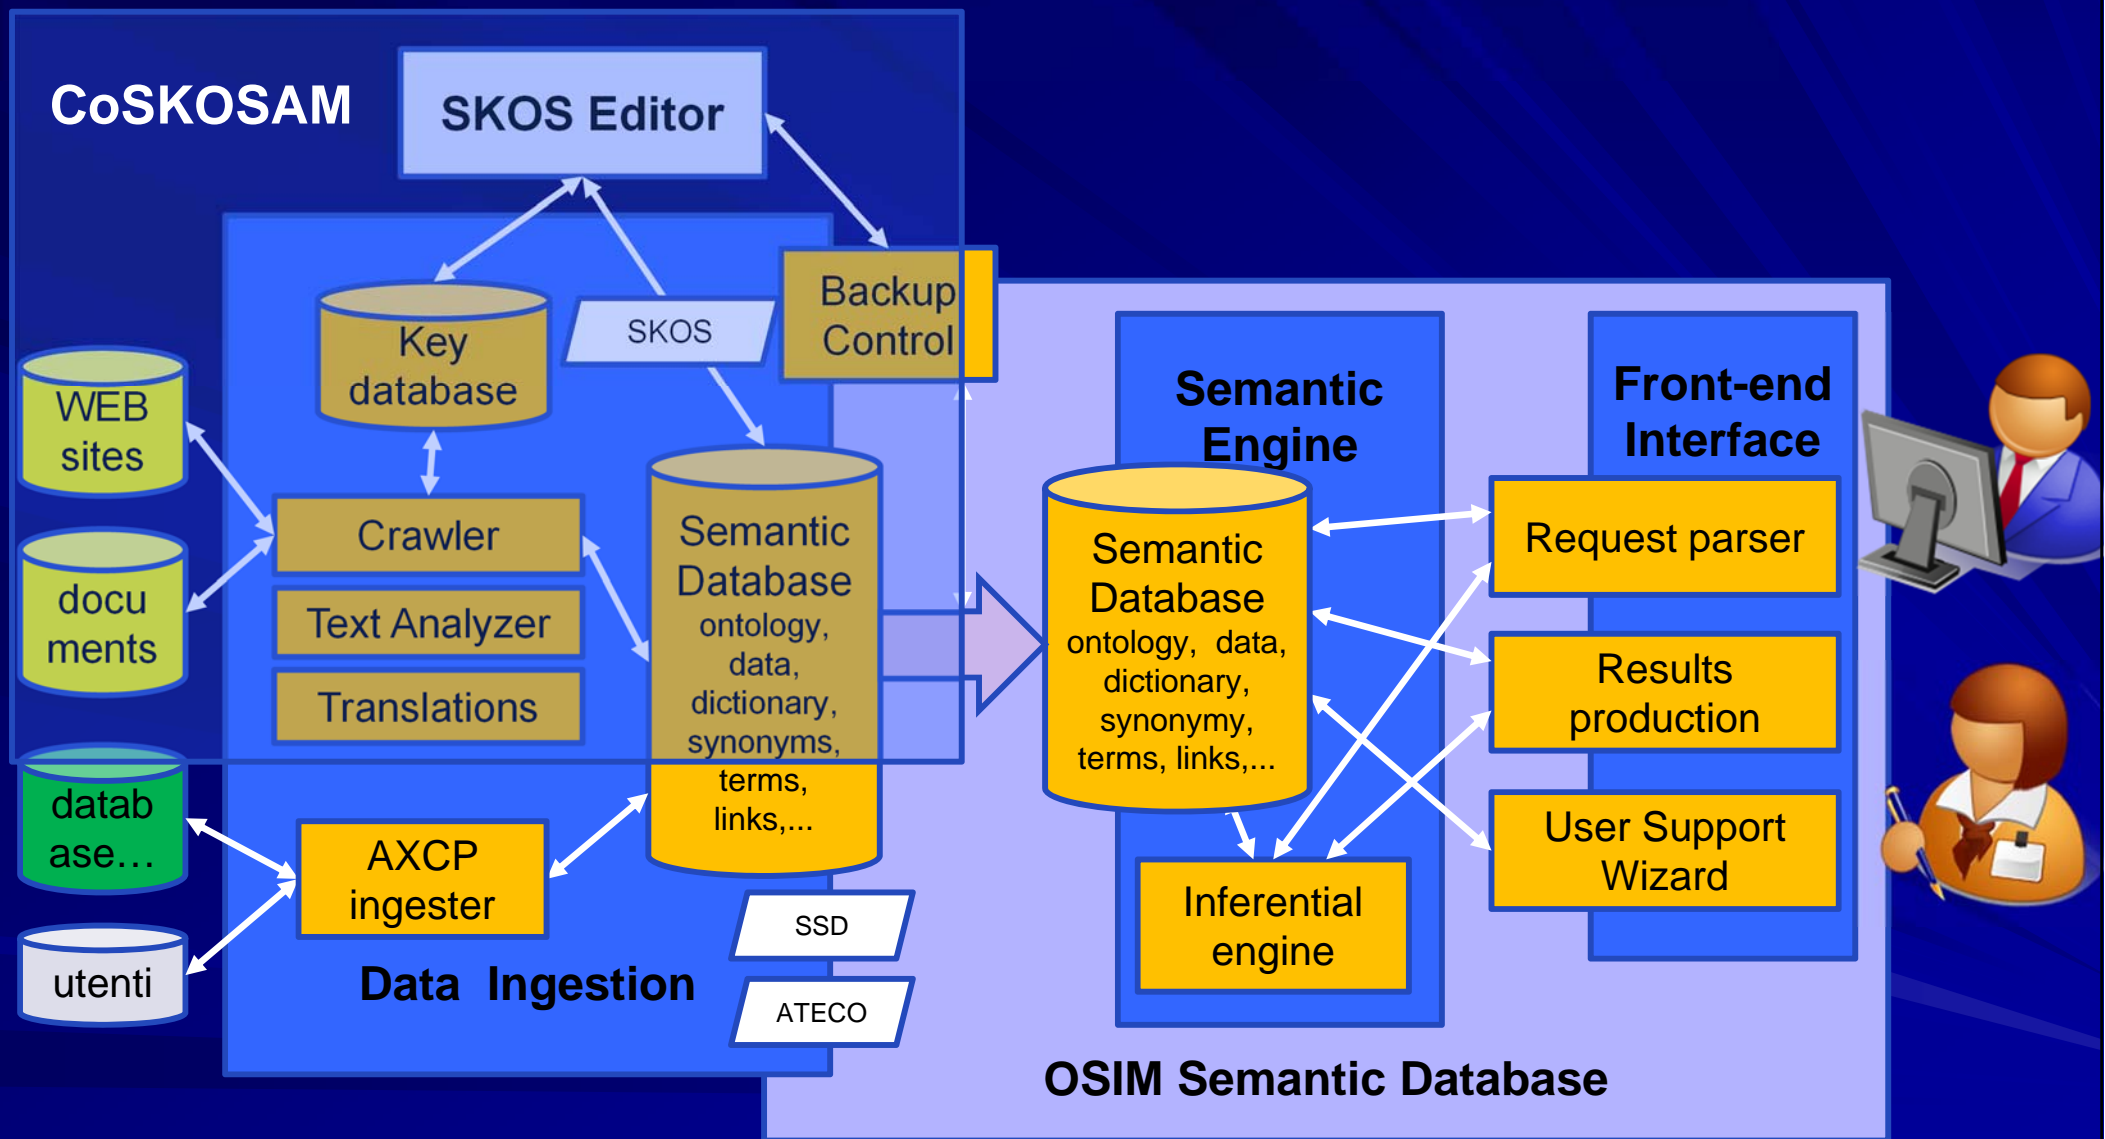 CoSKOSAM
SKOS Editor
Backup
Control
SKOS
Key
database
WEB
sites
docu
ments
Crawler
Text Analyzer
Translations
Semantic
Database
ontology,
data,
dictionary,
synonyms,
terms,
links,...
datab
ase…
utenti
AXCP
ingester
Data  Ingestion
SSD
ATECO
Semantic
Engine
Semantic
Database
ontology,  data,
dictionary,
synonymy,
terms, links,...
Inferential
engine
Front-end
Interface
Request parser
Results
production
User Support
Wizard
OSIM Semantic Database